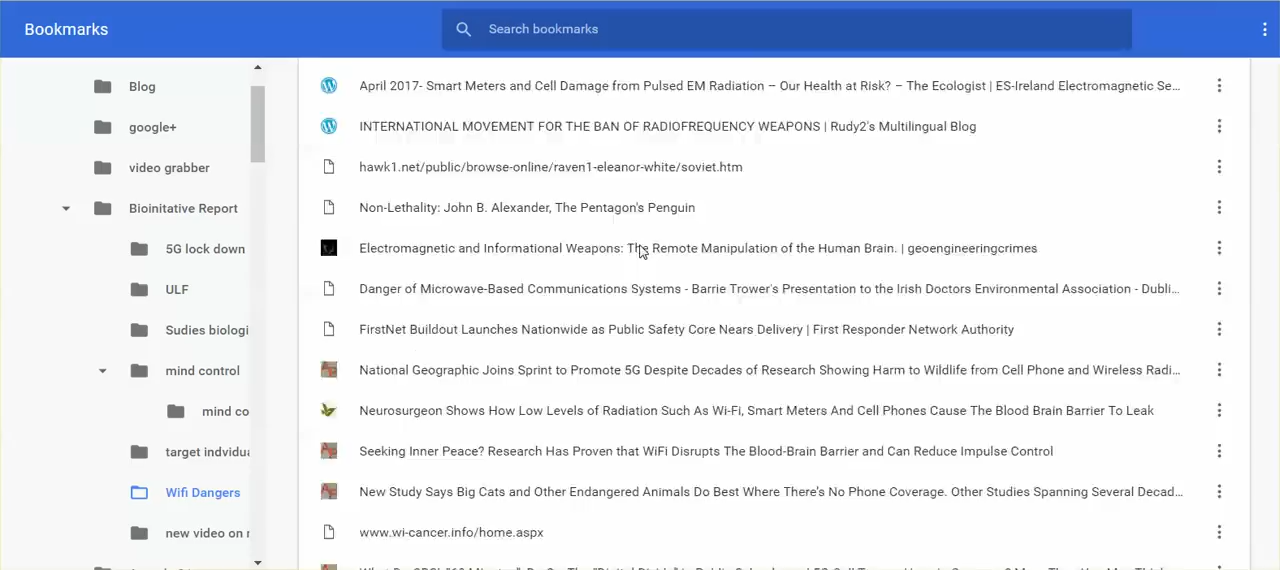 Bookmarks
Search bookmarks
Blog
google+
video grabber
Bioinitative Report
5G lock down
ULF
Sudies biologi
mind control
mind co
target indvidua
Wifi Dangers
new video on r
April 2017- Smart Meters and Cell Damage from Pulsed EM Radiation – Our Health at Risk? – The Ecologist | ES-Ireland Electromagnetic Se...
INTERNATIONAL MOVEMENT FOR THE BAN OF RADIOFREQUENCY WEAPONS | Rudy2's Multilingual Blog
hawk1.net/public/browse-online/raven1-eleanor-white/soviet.htm
Non-Lethality: John B. Alexander, The Pentagon's Penguin
Electromagnetic and Informational Weapons: The Remote Manipulation of the Human Brain. | geoengineeringcrimes
Danger of Microwave-Based Communications Systems - Barrie Trower's Presentation to the Irish Doctors Environmental Association - Dubli...
FirstNet Buildout Launches Nationwide as Public Safety Core Nears Delivery | First Responder Network Authority
National Geographic Joins Sprint to Promote 5G Despite Decades of Research Showing Harm to Wildlife from Cell Phone and Wireless Radi...
Neurosurgeon Shows How Low Levels of Radiation Such As Wi-Fi, Smart Meters And Cell Phones Cause The Blood Brain Barrier To Leak
Seeking Inner Peace? Research Has Proven that WiFi Disrupts The Blood-Brain Barrier and Can Reduce Impulse Control
New Study Says Big Cats and Other Endangered Animals Do Best Where There's No Phone Coverage. Other Studies Spanning Several Decad...
www.wi-cancer.info/home.aspx